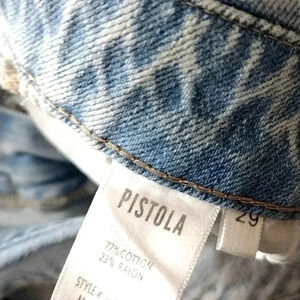 PISTOLA
29
77% COTTON
23% RAYON
STYLE #